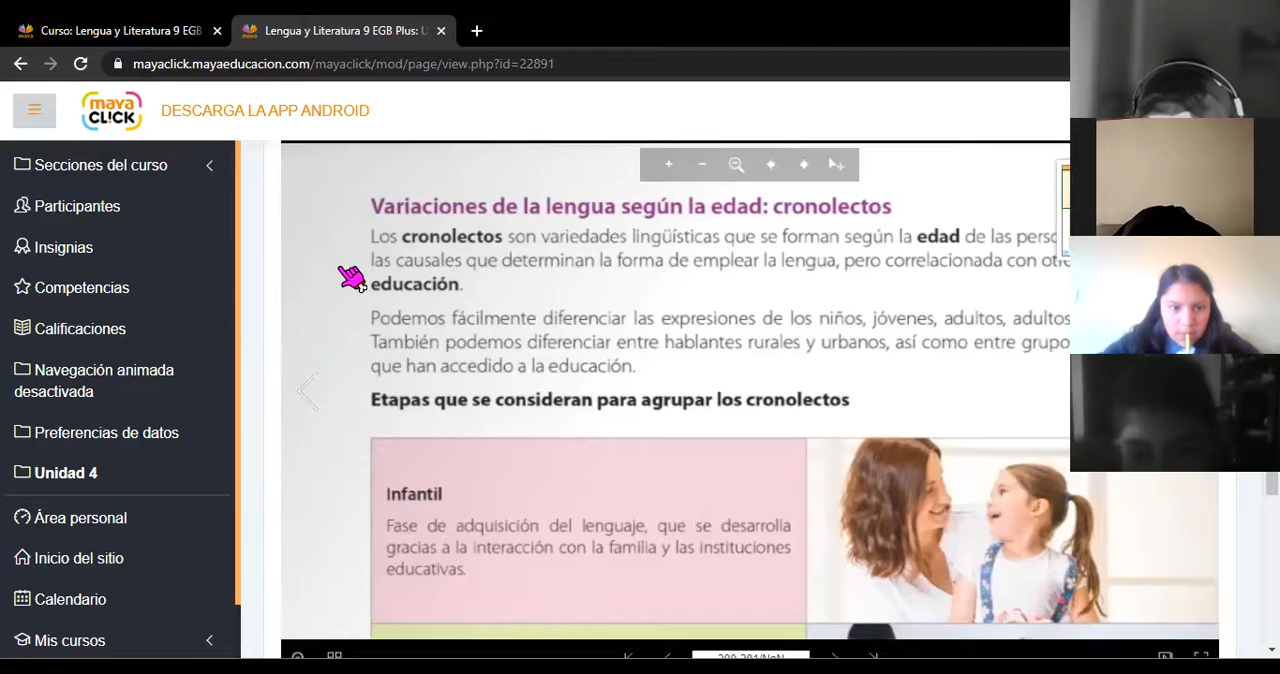 Curso: Lengua y Literatura 9 EGB
Lengua y Literatura 9 EGB Plus: U
mayaclick.mayaeducacion.com/mayaclick/mod/page/view.php?id=22891
maya CLICK
DESCARGA LA APP ANDROID
Secciones del curso
Participantes
Insignias
Competencias
Calificaciones
Navegación animada
desactivada
Preferencias de datos
Unidad 4
Área personal
Inicio del sitio
Calendario
Mis cursos
Variaciones de la lengua según la edad: cronolectos
Los cronolectos son variedades lingüísticas que se forman según la edad de las perso
las causales que determinan la forma de emplear la lengua, pero correlacionada con otr
educación.
Podemos fácilmente diferenciar las expresiones de los niños, jóvenes, adultos, adultos
También podemos diferenciar entre hablantes rurales y urbanos, así como entre grupo
que han accedido a la educación.
Etapas que se consideran para agrupar los cronolectos
Infantil
Fase de adquisición del lenguaje, que se desarrolla
gracias a la interacción con la familia y las instituciones
educativas.